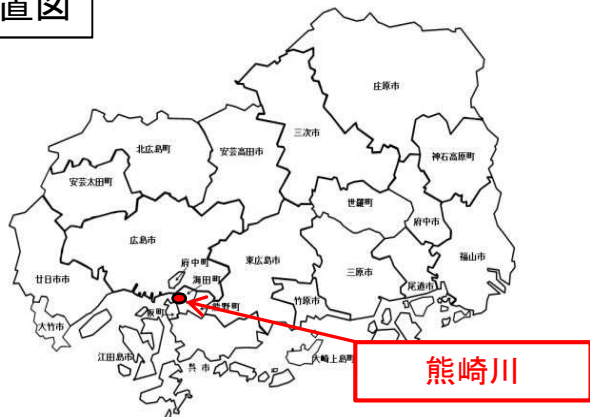 置図
庄原市
三次市
北広島町
安芸高田市
神石高原町
安芸太田町
世羅町
府中市
広島市
府中町
東広島市
三原市
福山市
廿日市市
海田町
尾道市
竹原市
熊野町
坂町
大竹市
江田島市
呉市
大崎上島町
熊崎川